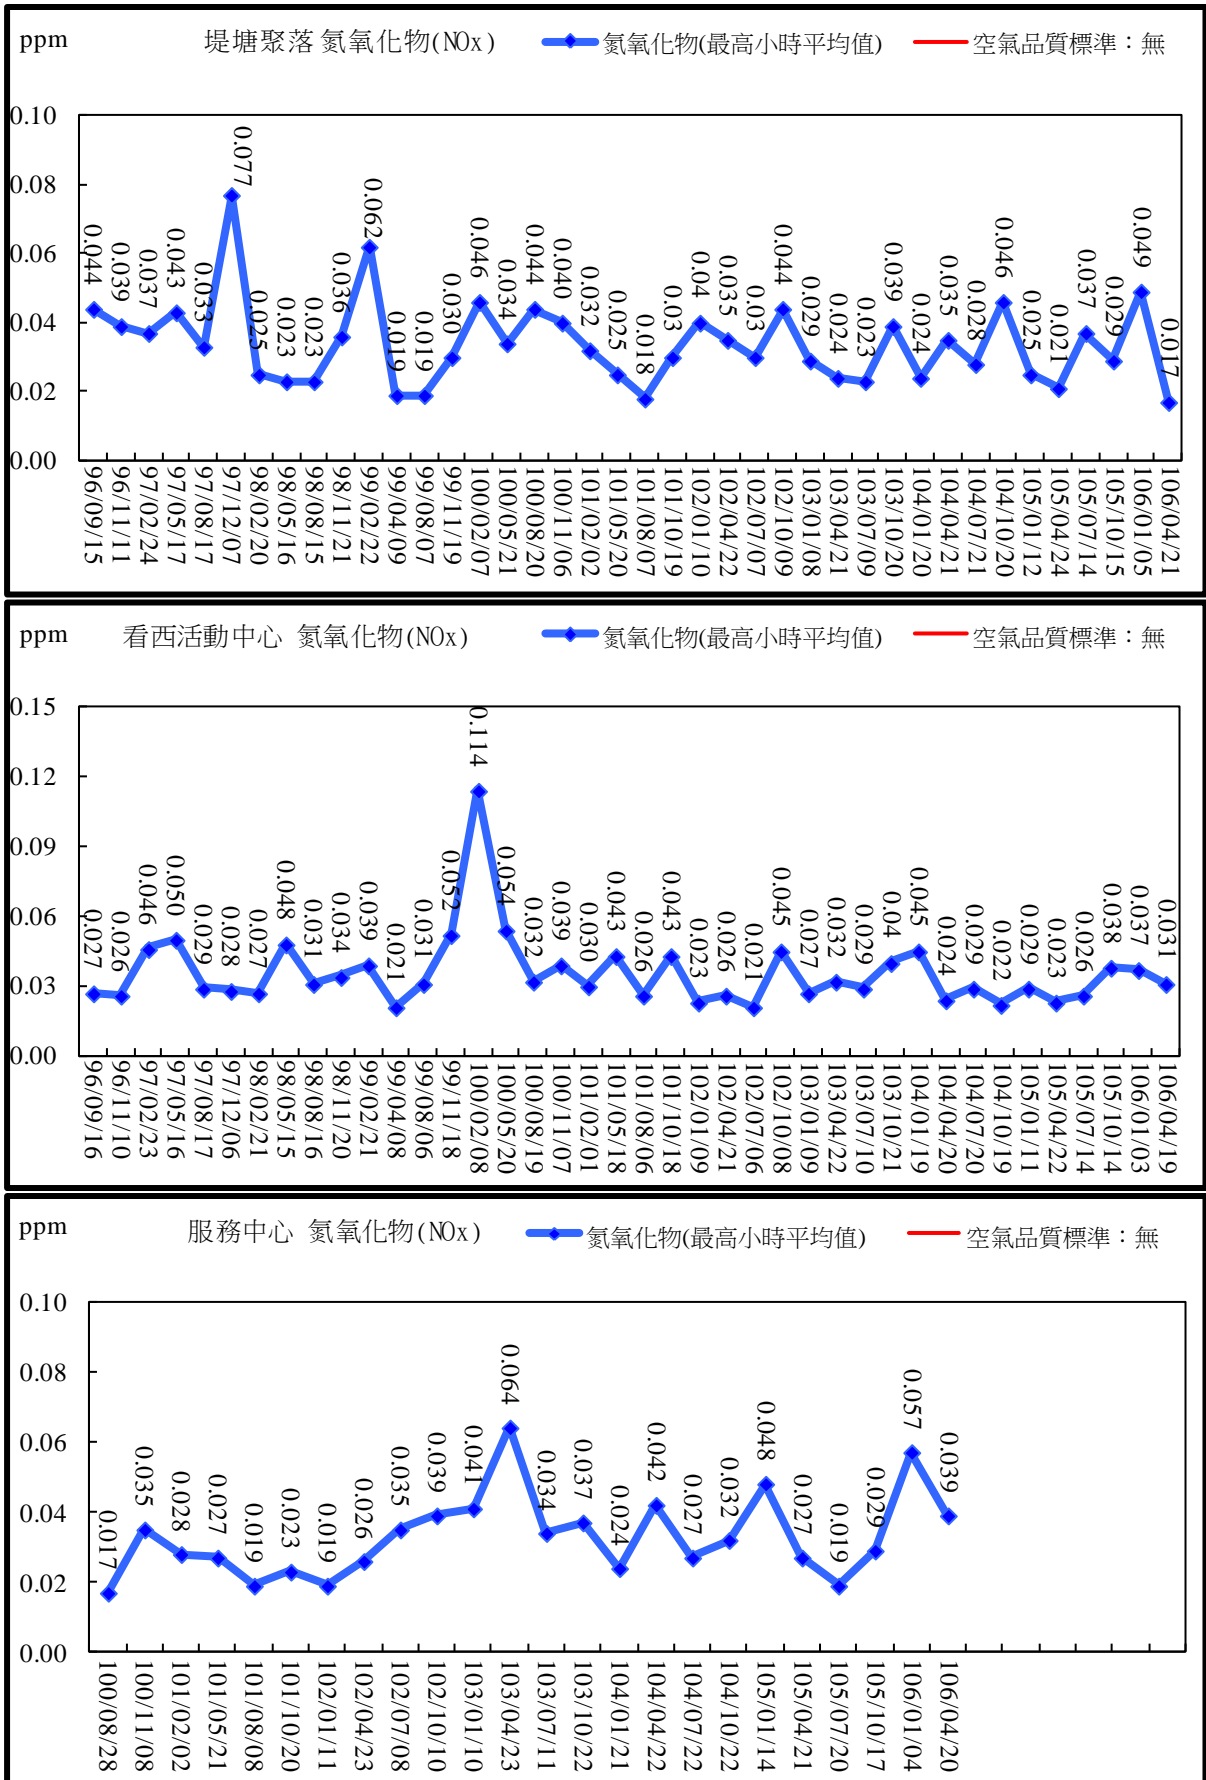 ppm 堤塘聚落 氮氧化物(NOx) 氮氧化物(最高小時平均值) 空氣品質標準：無
0.10
0.08
0.06
0.04
0.02
0.00
0.044 0.039 0.037 0.043 0.033 0.077 0.025 0.023 0.023 0.036 0.062 0.019 0.019 0.030 0.046 0.034 0.044 0.040 0.032 0.025 0.018 0.03 0.04 0.035 0.03 0.044 0.029 0.024 0.023 0.039 0.024 0.035 0.028 0.046 0.025 0.021 0.037 0.029 0.049 0.017
96/09/15 96/11/11 97/02/24 97/05/17 97/08/17 97/12/07 98/02/20 98/05/16 98/08/15 98/11/21 99/02/22 99/04/09 99/08/07 99/11/19 100/02/07 100/05/21 100/08/20 100/11/06 101/02/02 101/05/20 101/08/07 101/10/19 102/01/10 102/04/22 102/07/09 102/10/09 103/01/08 103/04/21 103/07/09 103/10/20 104/01/20 104/04/21 104/07/21 104/10/20 105/01/12 105/04/24 105/07/14 105/10/15 106/01/05 106/04/21
ppm 看西活動中心 氮氧化物(NOx) 氮氧化物(最高小時平均值) 空氣品質標準：無
0.15
0.12
0.09
0.06
0.03
0.00
0.027 0.026 0.046 0.050 0.029 0.028 0.027 0.048 0.031 0.034 0.039 0.021 0.031 0.052 0.114 0.054 0.032 0.039 0.030 0.043 0.026 0.043 0.023 0.026 0.021 0.045 0.027 0.032 0.029 0.04 0.045 0.024 0.029 0.022 0.029 0.023 0.026 0.038 0.037 0.031
96/09/16 96/11/10 97/02/23 97/05/16 97/08/17 97/12/06 98/02/21 98/05/15 98/08/16 98/11/20 99/02/21 99/04/08 99/08/06 99/11/18 100/02/08 100/05/20 100/08/19 100/11/07 101/02/01 101/05/18 101/08/06 101/10/18 102/01/09 102/04/21 102/07/06 102/10/08 103/01/09 103/04/22 103/07/10 103/10/21 104/01/19 104/04/20 104/07/20 104/10/19 105/01/11 105/04/22 105/07/14 105/10/14 106/01/03 106/04/19
ppm 服務中心 氮氧化物(NOx) 氮氧化物(最高小時平均值) 空氣品質標準：無
0.10
0.08
0.06
0.04
0.02
0.00
0.017 0.035 0.028 0.027 0.019 0.023 0.019 0.026 0.035 0.039 0.041 0.064 0.034 0.037 0.024 0.042 0.027 0.032 0.048 0.027 0.019 0.029 0.057 0.039
100/08/28 100/11/08 101/02/02 101/05/21 101/08/08 101/10/20 102/01/11 102/04/23 102/07/08 102/10/10 103/01/10 103/04/23 103/07/11 103/10/22 104/01/21 104/04/22 104/07/22 104/10/22 105/01/14 105/04/21 105/07/20 105/10/17 106/01/04 106/04/20